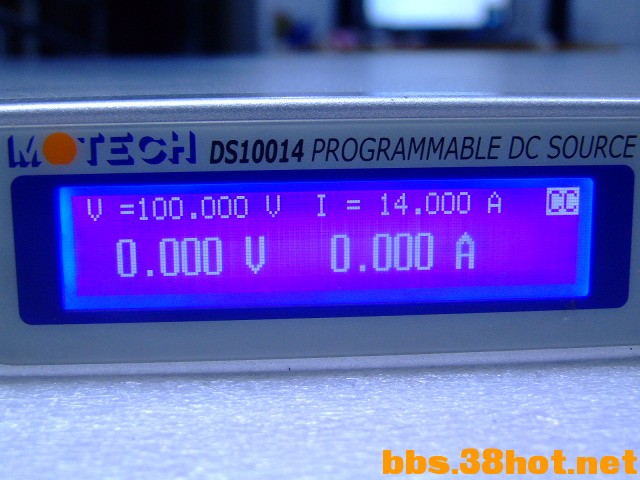 MOTECH DS10014 PROGRAMMABLE DC SOURCE
V =100.000 V I = 14.000 A CC
0.000 V 0.000 A
bbs.38hot.net